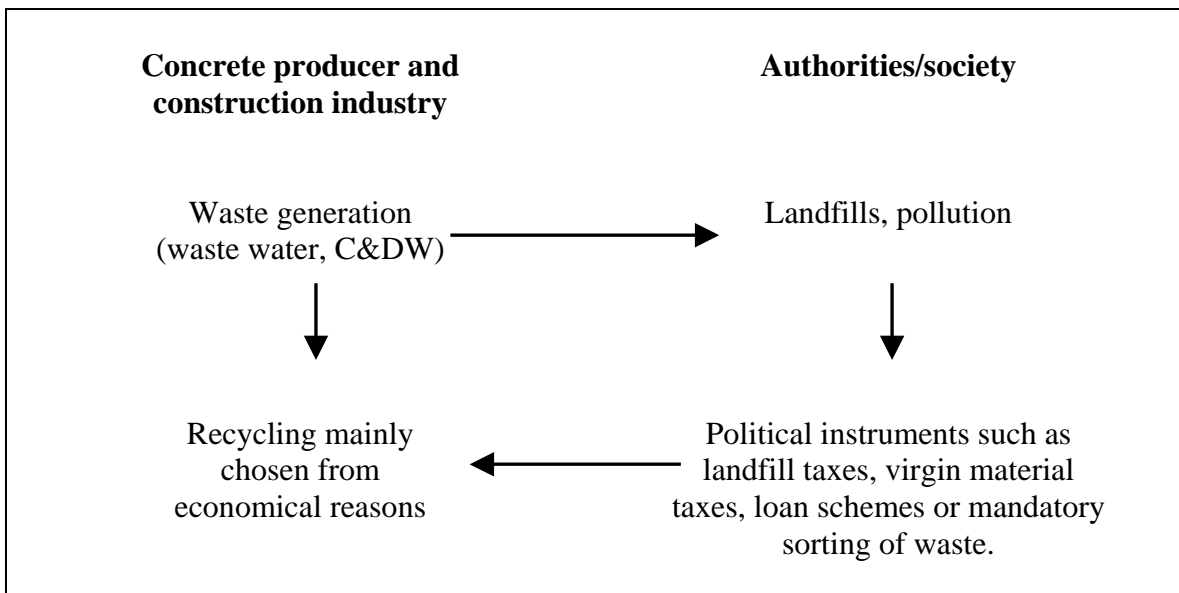 Concrete producer and
construction industry
Authorities/society
Waste generation
(waste water, C&DW)
Landfills, pollution
Recycling mainly
chosen from
economical reasons
Political instruments such as
landfill taxes, virgin material
taxes, loan schemes or mandatory
sorting of waste.